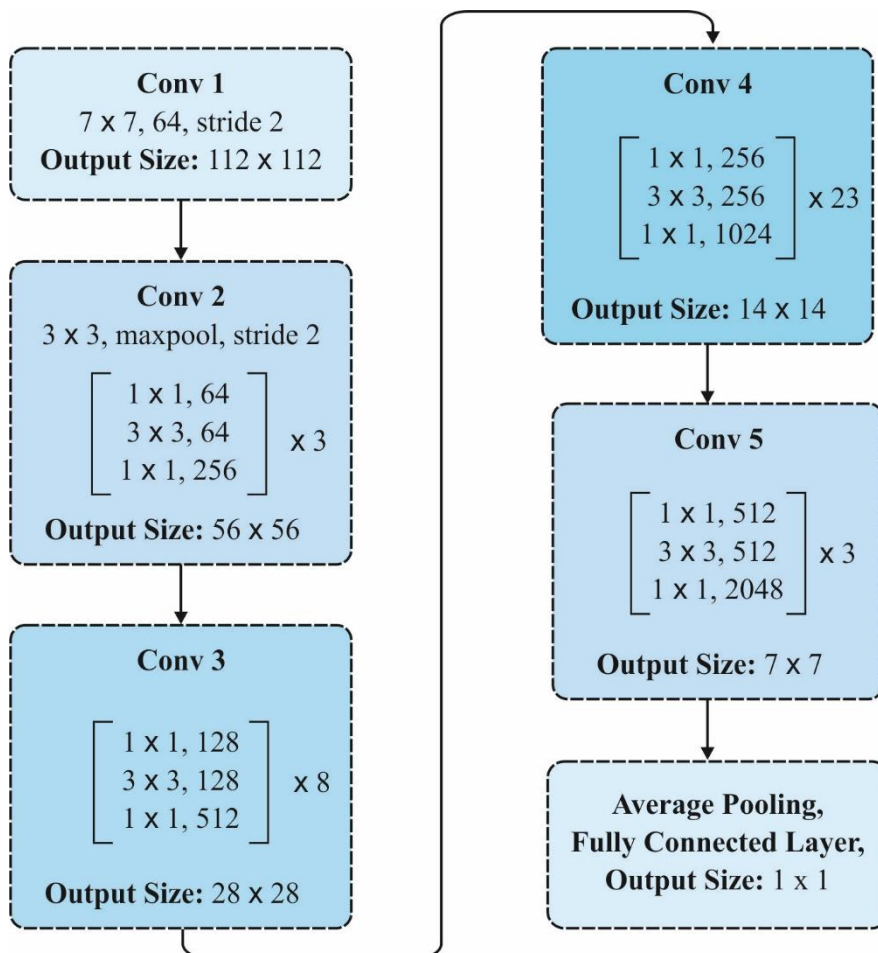 Conv 1
7 x 7, 64, stride 2
Output Size: 112 x 112
Conv 2
3 x 3, maxpool, stride 2
1 x 1, 64
3 x 3, 64
1 x 1, 256
x 3
Output Size: 56 x 56
Conv 3
1 x 1, 128
3 x 3, 128
1 x 1, 512
x 8
Output Size: 28 x 28
Conv 4
1 x 1, 256
3 x 3, 256
1 x 1, 1024
x 23
Output Size: 14 x 14
Conv 5
1 x 1, 512
3 x 3, 512
1 x 1, 2048
x 3
Output Size: 7 x 7
Average Pooling,
Fully Connected Layer,
Output Size: 1 x 1